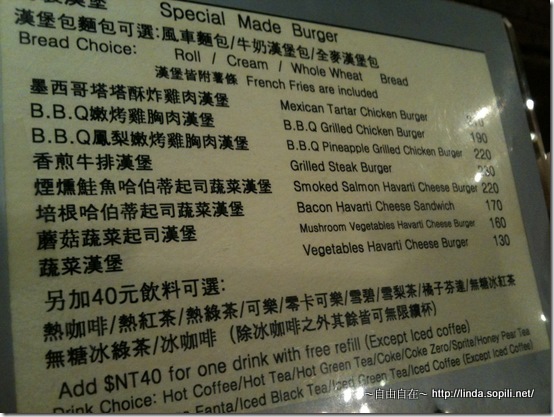 漢堡 Special Made Burger
漢堡包麵包可選:風車麵包/牛奶漢堡包/全麥漢堡包
Bread Choice: Roll / Cream / Whole Wheat Bread
漢堡皆附薯條 French Fries are included
墨西哥塔塔酥炸雞肉漢堡 Mexican Tartar Chicken Burger
B.B.Q嫩烤雞胸肉漢堡 B.B.Q Grilled Chicken Burger 190
B.B.Q鳳梨嫩烤雞胸肉漢堡 B.B.Q Pineapple Grilled Chicken Burger 220
香煎牛排漢堡 Grilled Steak Burger
煙燻鮭魚哈伯蒂起司蔬菜漢堡 Smoked Salmon Havarti Cheese Burger 220
培根哈伯蒂起司蔬菜漢堡 Bacon Havarti Cheese Sandwich 170
蘑菇蔬菜起司漢堡 Mushroom Vegetables Havarti Cheese Burger 160
蔬菜漢堡 Vegetables Havarti Cheese Burger 130
另加40元飲料可選:
熱咖啡/熱紅茶/熱綠茶/可樂/零卡可樂/雪碧/雪梨茶/橘子芬達/無糖冰紅茶
無糖冰綠茶/冰咖啡 (除冰咖啡之外其餘皆可無限續杯)
Add $NT40 for one drink with free refill (Except Iced coffee)
Drink Choice: Hot Coffee/Hot Tea/Hot Green Tea/Coke/Coke Zero/Sprite/Honey Pear Tea
Fanta/Iced Black Tea/Iced Green Tea/Iced Coffee (Except Iced Coffee)
~自由自在~ http://linda.sopili.net/